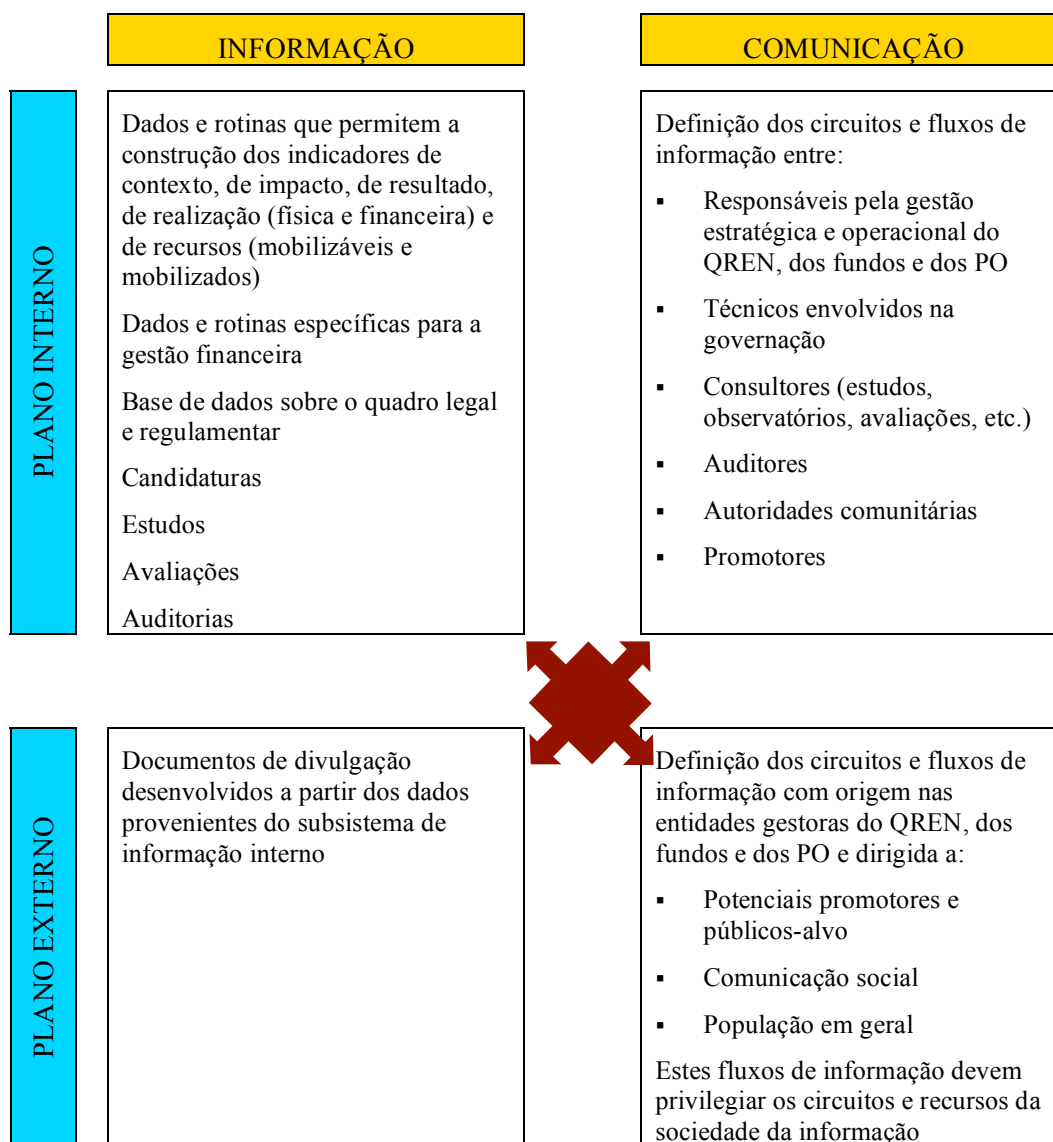 INFORMAÇÃO
COMUNICAÇÃO
PLANO INTERNO
Dados e rotinas que permitem a
construção dos indicadores de
contexto, de impacto, de resultado,
de realização (física e financeira) e
de recursos (mobilizáveis e
mobilizados)
Dados e rotinas específicas para a
gestão financeira
Base de dados sobre o quadro legal
e regulamentar
Candidaturas
Estudos
Avaliações
Auditorias
Definição dos circuitos e fluxos de
informação entre:
▪ Responsáveis pela gestão
estratégica e operacional do
QREN, dos fundos e dos PO
▪ Técnicos envolvidos na
governação
▪ Consultores (estudos,
observatórios, avaliações, etc.)
▪ Auditores
▪ Autoridades comunitárias
▪ Promotores
PLANO EXTERNO
Documentos de divulgação
desenvolvidos a partir dos dados
provenientes do subsistema de
informação interno
Definição dos circuitos e fluxos de
informação com origem nas
entidades gestoras do QREN, dos
fundos e dos PO e dirigida a:
▪ Potenciais promotores e
públicos-alvo
▪ Comunicação social
▪ População em geral
Estes fluxos de informação devem
privilegiar os circuitos e recursos da
sociedade da informação